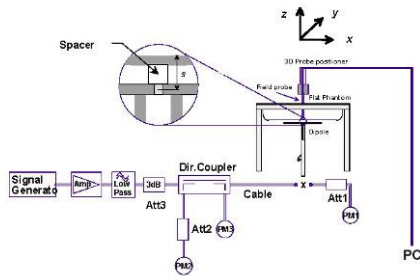 z
y
x
Spacer
s
3D Probe positioner
Field probe
Flat Phantom
Dipole
Signal
Generato
Amp
Low
Pass
3dB
Att3
Dir.Coupler
Cable
x
Att1
PM1
Att2
PM3
PM2
PC